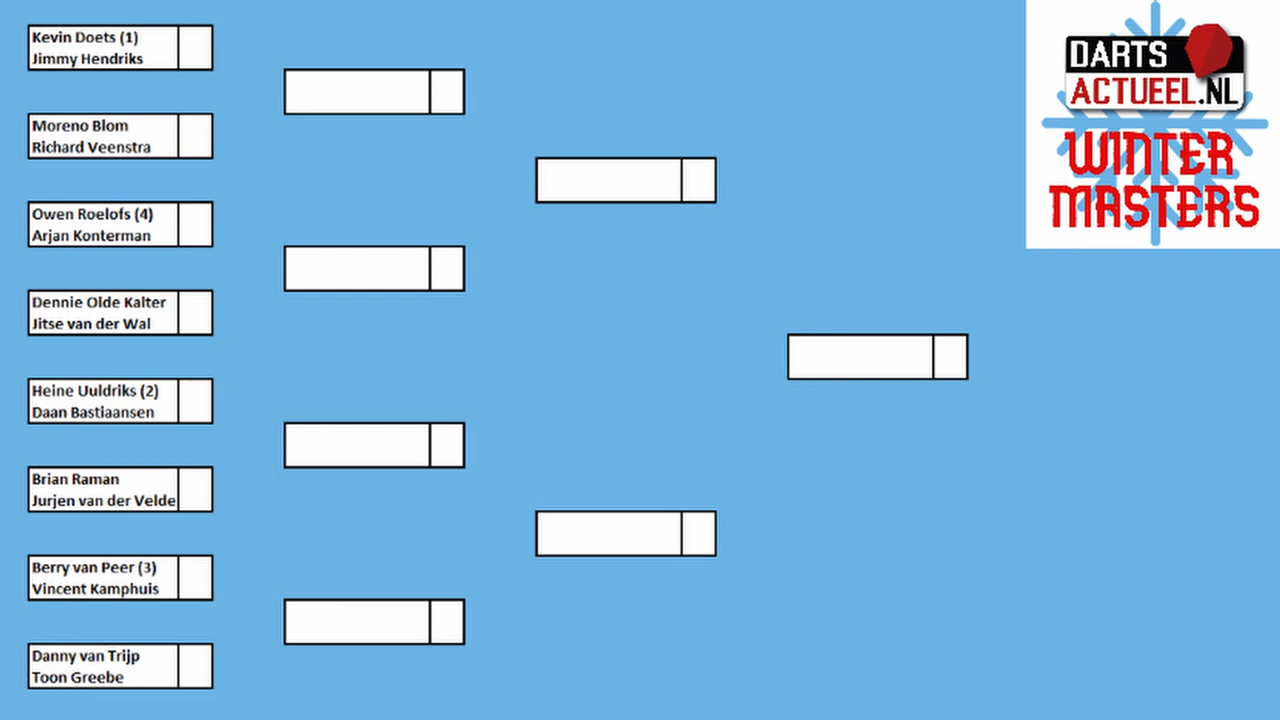 Kevin Doets (1)
Jimmy Hendriks
Moreno Blom
Richard Veenstra
Owen Roelofs (4)
Arjan Konterman
Dennie Olde Kalter
Jitse van der Wal
Heine Uuldriks (2)
Daan Bastiaansen
Brian Raman
Jurjen van der Velde
Berry van Peer (3)
Vincent Kamphuis
Danny van Trijp
Toon Greebe
DARTS
ACTUEEL.NL
WINTER
MASTERS